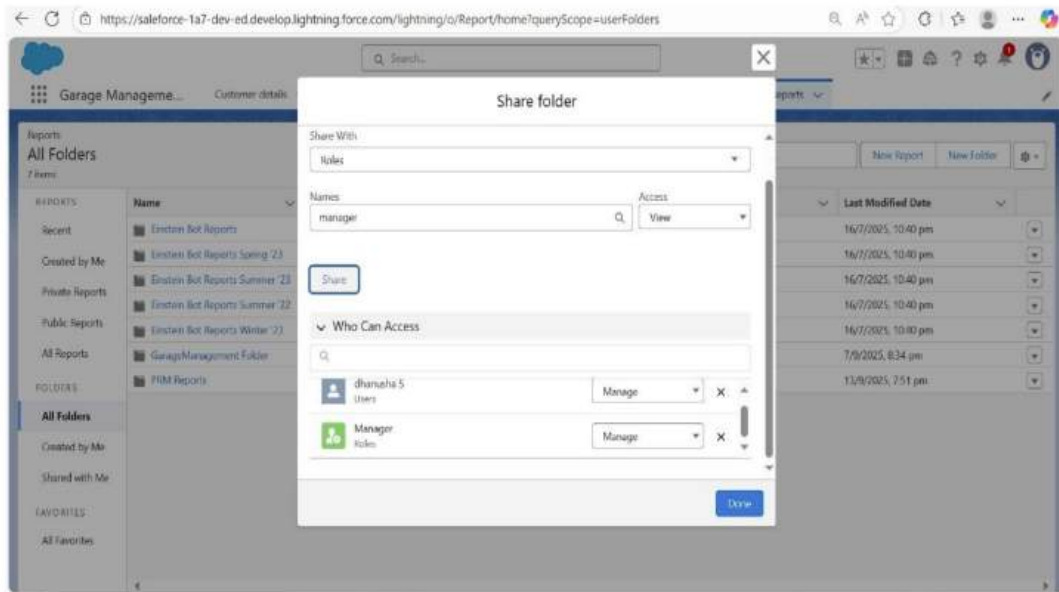 https://saleforce-1a7-dev-ed.develop.lightning.force.com/lightning/o/Report/home?queryScope=userFolders
Search...
Garage Manageme... Customer details
Reports
All Folders
7 items
New Report New Folder
Share folder
Share With
Roles
Names Access
manager View
Share
Who Can Access
dhanusha S
Users
Manage
Manager
Roles
Manage
Done
REPORTS
Recent
Created by Me
Private Reports
Public Reports
All Reports
FOLDERS
All Folders
Created by Me
Shared with Me
FAVORITES
All Favorites
Name Last Modified Date
Einstein Bot Reports 16/7/2025, 10:40 pm
Einstein Bot Reports Spring '23 16/7/2025, 10:40 pm
Einstein Bot Reports Summer '23 16/7/2025, 10:40 pm
Einstein Bot Reports Summer '22 16/7/2025, 10:40 pm
Einstein Bot Reports Winter '23 16/7/2025, 10:40 pm
GarageManagement Folder 7/9/2025, 8:34 pm
PRM Reports 13/9/2025, 7:51 pm